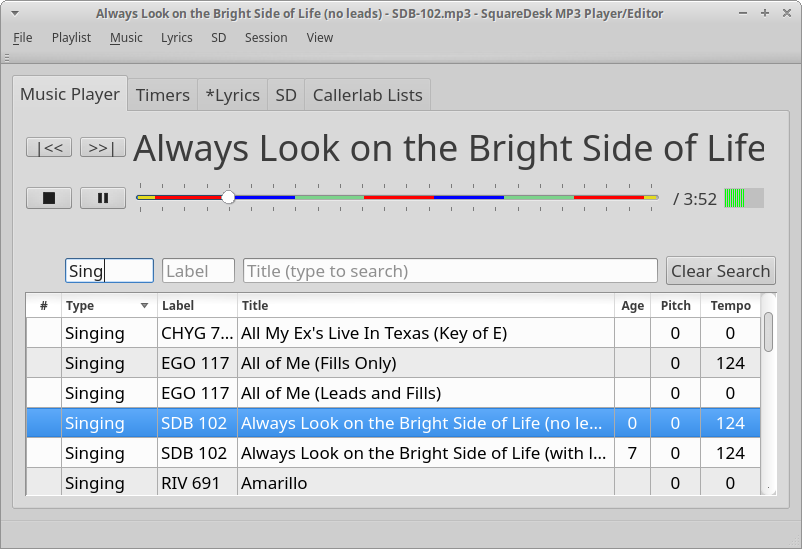 Always Look on the Bright Side of Life (no leads) - SDB-102.mp3 - SquareDesk MP3 Player/Editor
File Playlist Music Lyrics SD Session View
Music Player Timers *Lyrics SD Callerlab Lists
|<< >>| Always Look on the Bright Side of Life
/ 3:52
Sing Label Title (type to search) Clear Search
# Type Label Title Age Pitch Tempo
Singing CHYG 7... All My Ex's Live In Texas (Key of E) 0 0
Singing EGO 117 All of Me (Fills Only) 0 124
Singing EGO 117 All of Me (Leads and Fills) 0 0
Singing SDB 102 Always Look on the Bright Side of Life (no le... 0 0 124
Singing SDB 102 Always Look on the Bright Side of Life (with l... 7 0 124
Singing RIV 691 Amarillo 0 0